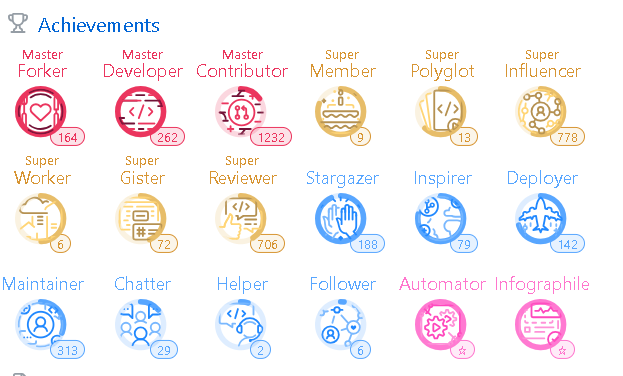 Achievements
Master Master Master Super Super Super
Forker Developer Contributor Member Polyglot Influencer
164 262 1232 9 13 778
Super Super Super
Worker Gister Reviewer Stargazer Inspirer Deployer
6 72 706 188 79 142
Maintainer Chatter Helper Follower Automator Infographile
313 29 2 6 ☆ ☆